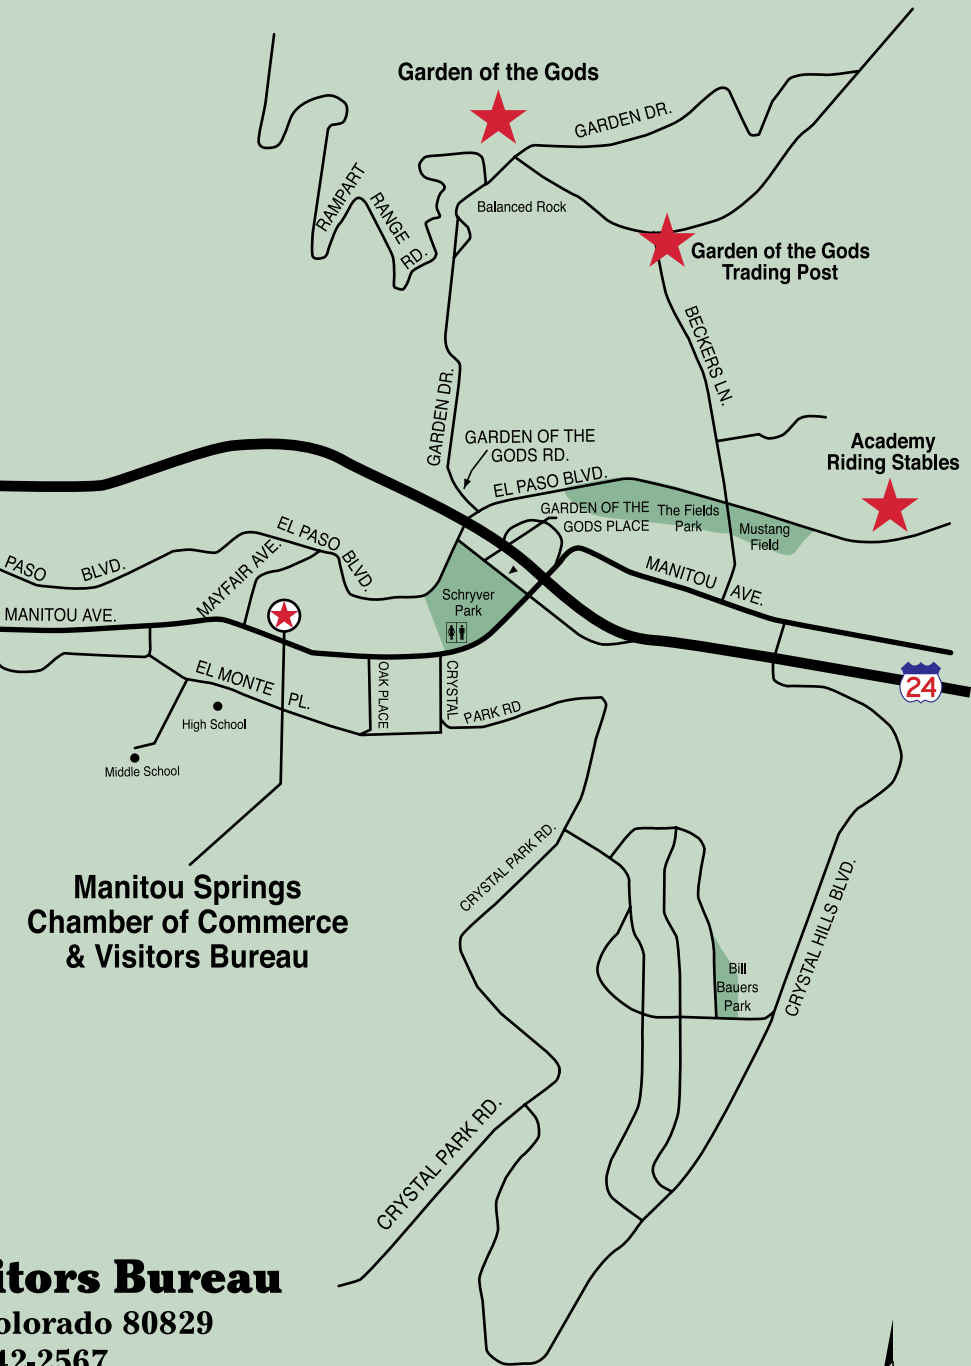 Garden of the Gods
GARDEN DR.
RAMPART
RANGE
RD.
Balanced Rock
Garden of the Gods
Trading Post
BECKERS LN.
GARDEN DR.
GARDEN OF THE
GODS RD.
Academy
Riding Stables
EL PASO BLVD.
GARDEN OF THE
GODS PLACE
The Fields
Park
Mustang
Field
EL PASO BLVD.
PASO BLVD.
MAYFAIR AVE.
MANITOU AVE.
MANITOU AVE.
Schryver
Park
24
EL MONTE PL.
OAK PLACE
CRYSTAL
PARK RD
High School
Middle School
CRYSTAL PARK RD.
Manitou Springs
Chamber of Commerce
& Visitors Bureau
CRYSTAL HILLS BLVD.
Bill
Bauers
Park
CRYSTAL PARK RD.
itors Bureau
olorado 80829
42-2567